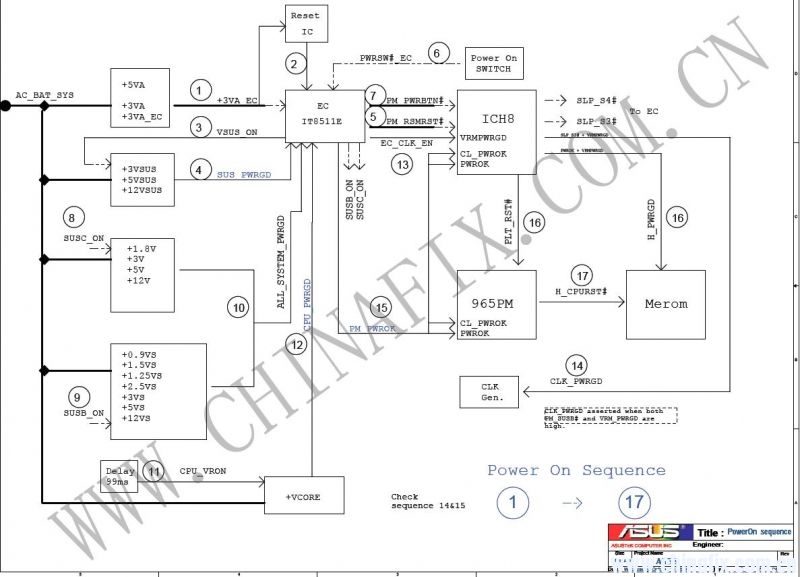 Reset
IC
PWRSW#_EC
6
Power On
SWITCH
2
AC_BAT_SYS
+5VA
+3VA
+3VA_EC
1
+3VA_EC
EC
IT8511E
7
PM_PWRBTN#
5
PM_RSMRST#
EC_CLK_EN
13
ICH8
VRMPWRGD
CL_PWROK
PWROK
SLP_S4#
SLP_S3#
To EC
3
VSUS_ON
+3VSUS
+5VSUS
+12VSUS
4
SUS_PWRGD
SUSB_ON
SUSC_ON
PLT_RST#
16
H_PWRGD
16
8
SUSC_ON
+1.8V
+3V
+5V
+12V
ALL_SYSTEM_PWRGD
10
CPU_PWRGD
12
15
PM_PWROK
965PM
CL_PWROK
PWROK
17
H_CPURST#
Merom
9
SUSB_ON
+0.9VS
+1.5VS
+1.25VS
+2.5VS
+3VS
+5VS
+12VS
14
CLK_PWRGD
CLK
Gen.
CLK_PWRGD asserted when both
PM_SUSB# and VRM_PWRGD are
high.
Delay
99ms
11
CPU_VRON
+VCORE
Check
sequence 14&15
Power On Sequence
1
17
WWW.CHINAFIX.COM.CN
ASUS
ASUSTeK COMPUTER INC
Title : PowerOn sequence
Engineer:
Size
Project Name
Rev